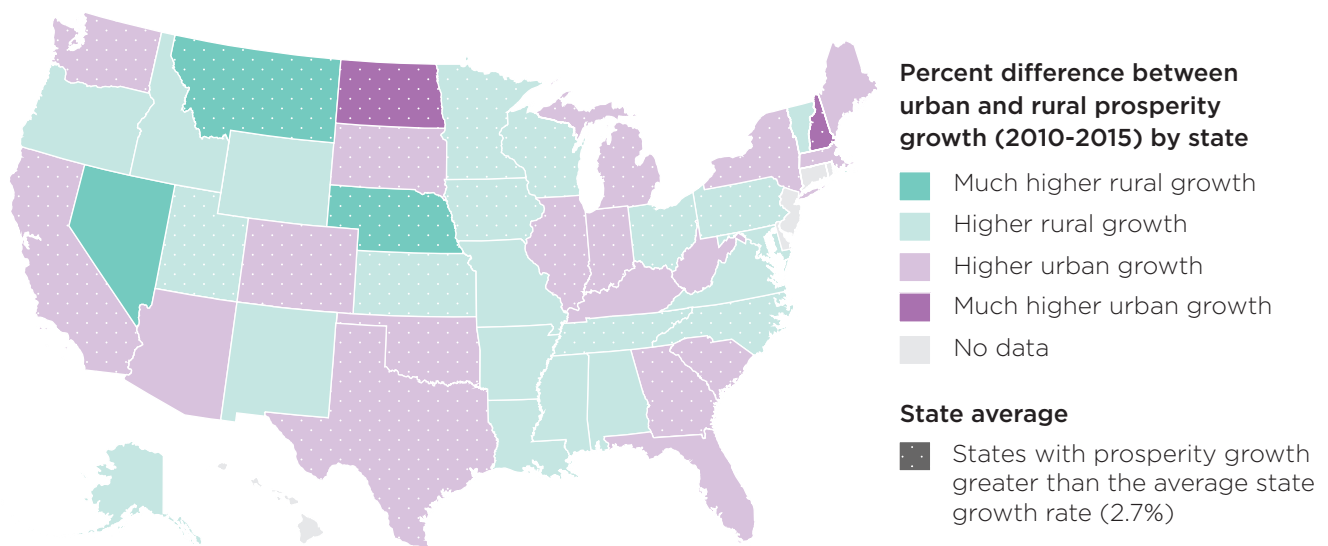 Percent difference between
urban and rural prosperity
growth (2010-2015) by state
Much higher rural growth
Higher rural growth
Higher urban growth
Much higher urban growth
No data
State average
States with prosperity growth
greater than the average state
growth rate (2.7%)